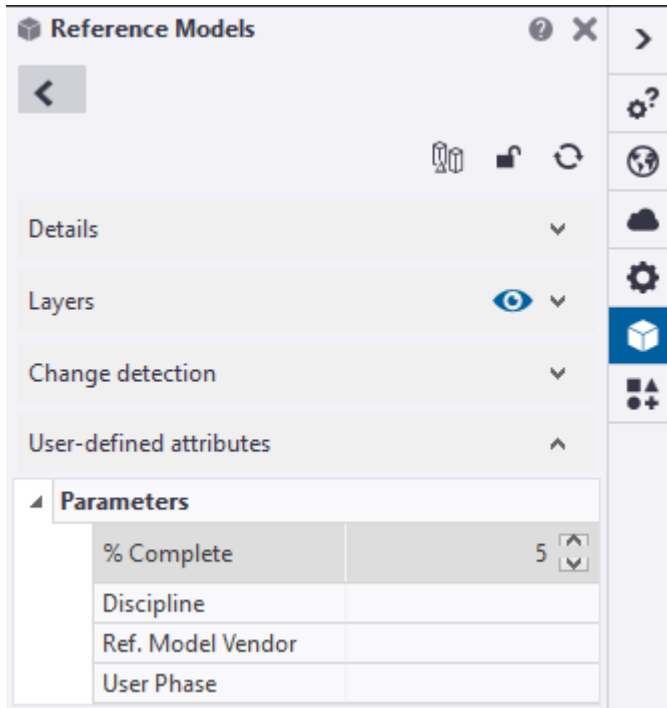 Reference Models
Details
Layers
Change detection
User-defined attributes
Parameters
% Complete 5
Discipline
Ref. Model Vendor
User Phase